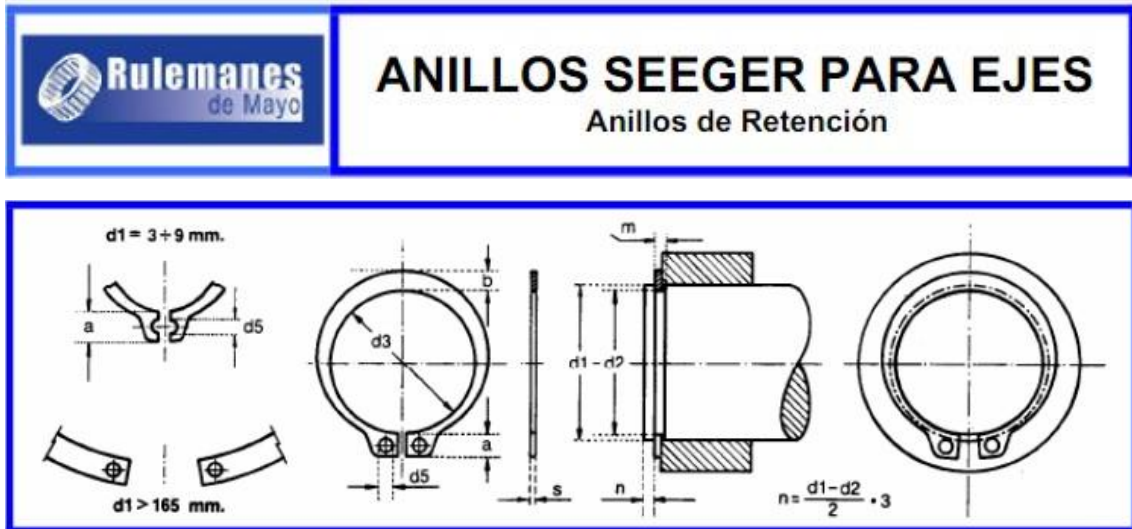 Rulemanes
de Mayo
ANILLOS SEEGER PARA EJES
Anillos de Retención
d1 = 3÷9 mm.
a
d5
d1 > 165 mm.
b
d3
a
d5
s
m
d1 - d2
n
n = d1-d2 / 2 • 3